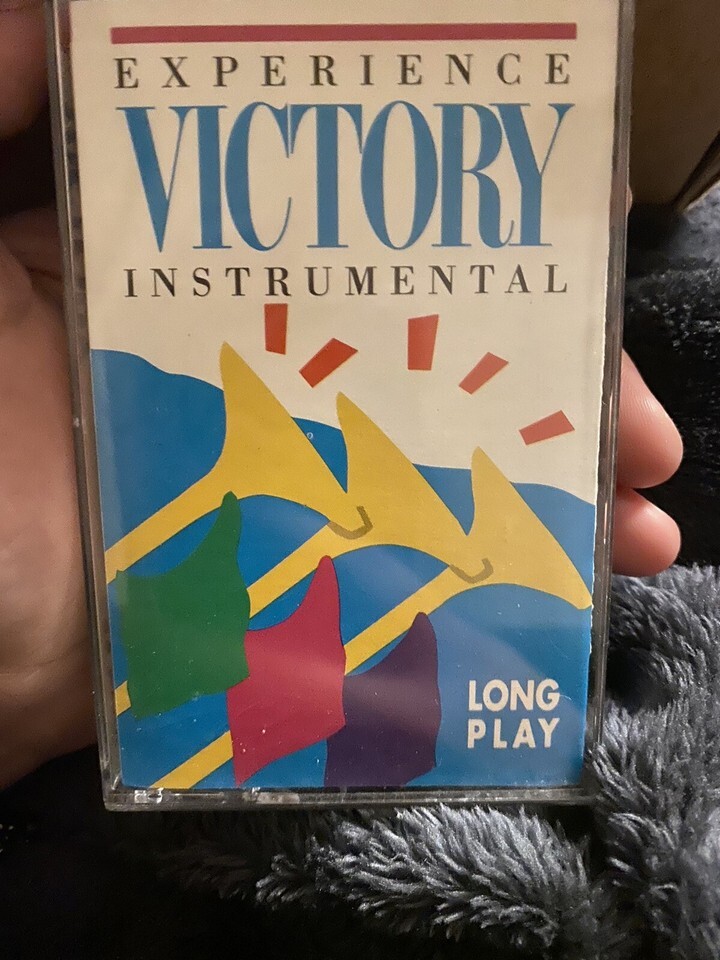 EXPERIENCE
VICTORY
INSTRUMENTAL
LONG
PLAY